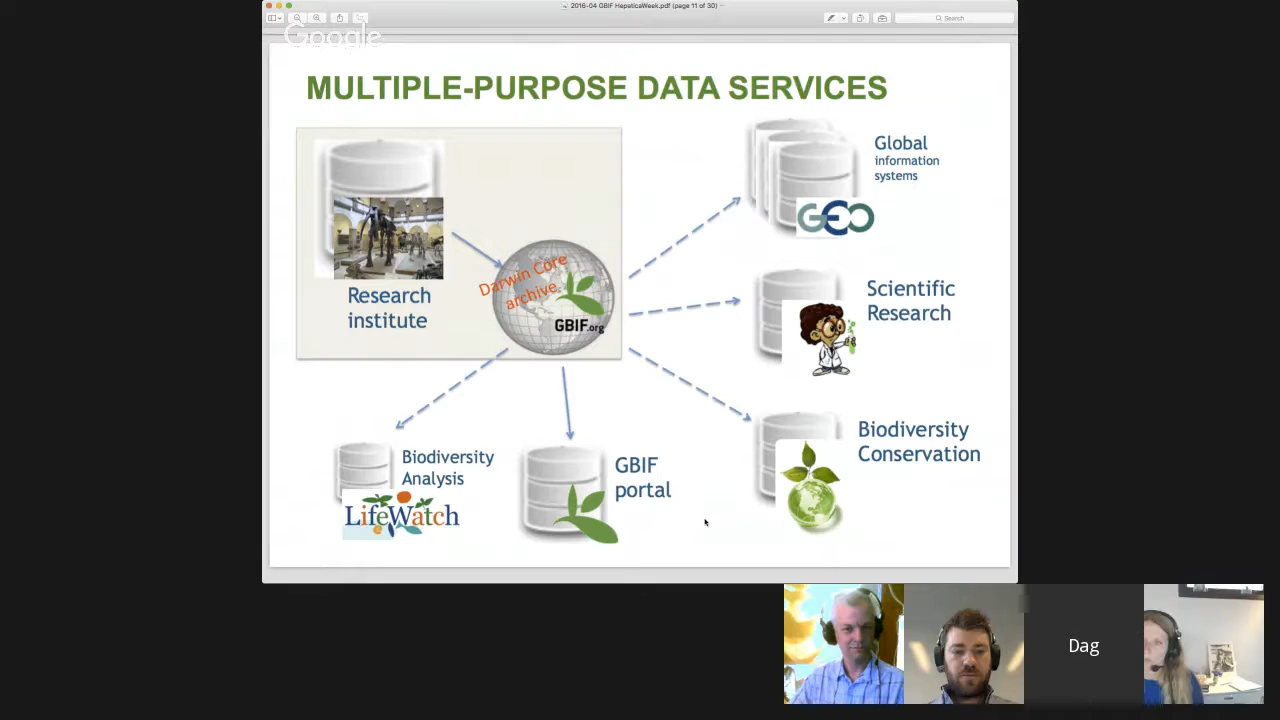 2016-04 GBIF HepaticaWeek.pdf (page 11 of 30)
Search
Google
MULTIPLE-PURPOSE DATA SERVICES
Global
information
systems
GEO
Research
institute
Darwin Core
archive
GBIF.org
Scientific
Research
Biodiversity
Conservation
Biodiversity
Analysis
LifeWatch
GBIF
portal
Dag